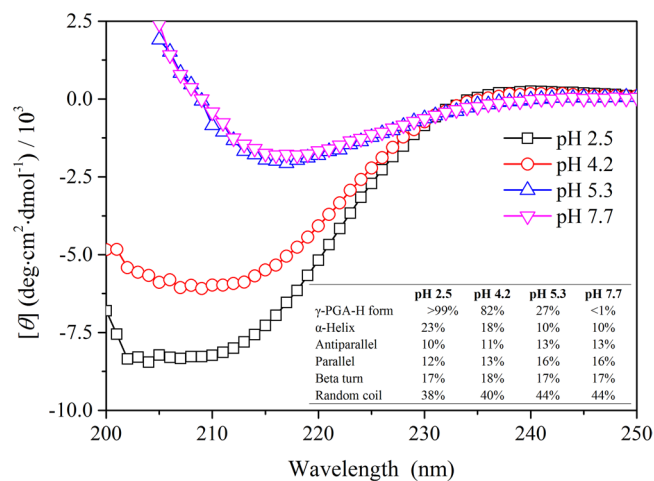 2.5
0.0
-2.5
-5.0
-7.5
-10.0
[θ] (deg·cm²·dmol⁻¹) / 10³
pH 2.5
pH 4.2
pH 5.3
pH 7.7
pH 2.5 pH 4.2 pH 5.3 pH 7.7
γ-PGA-H form >99% 82% 27% <1%
α-Helix 23% 18% 10% 10%
Antiparallel 10% 11% 13% 13%
Parallel 12% 13% 16% 16%
Beta turn 17% 18% 17% 17%
Random coil 38% 40% 44% 44%
200 210 220 230 240 250
Wavelength (nm)